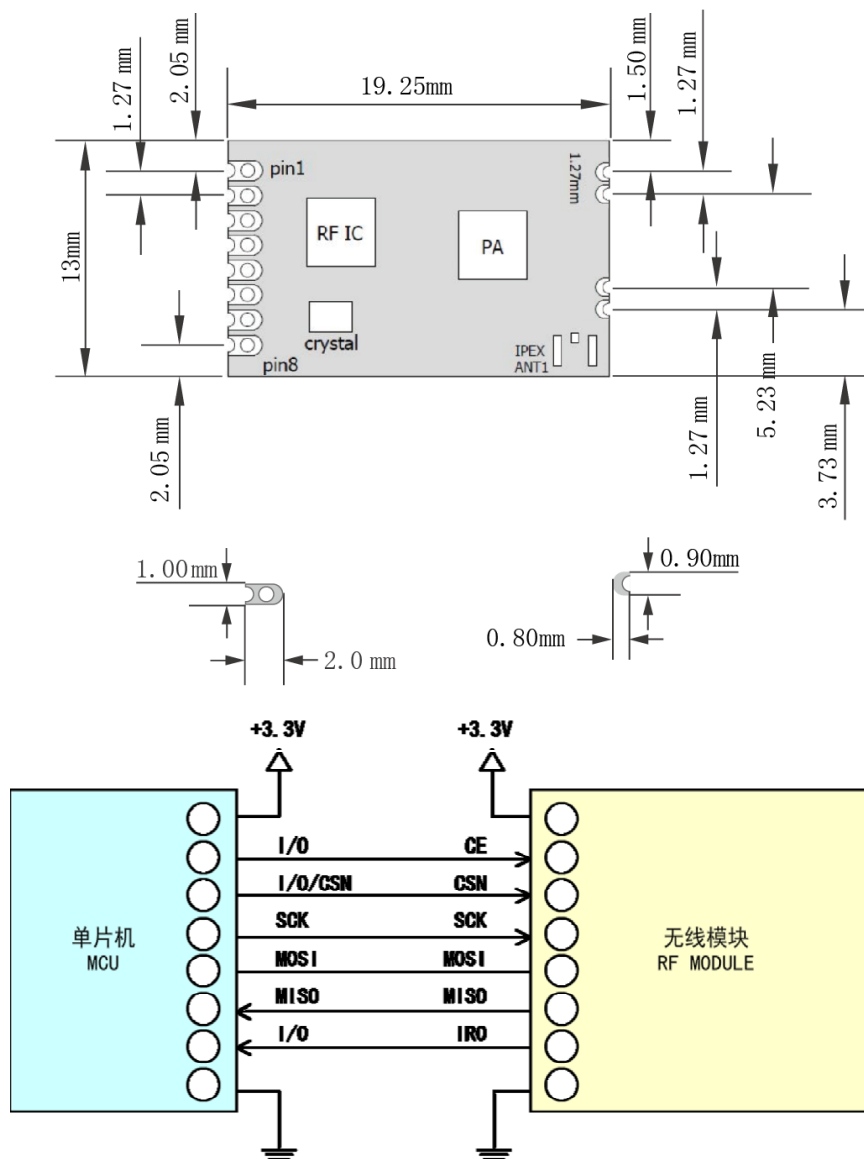 1.27 mm
2.05 mm
19.25mm
1.50 mm
1.27 mm
13mm
pin1
1.27mm
RF IC
PA
crystal
pin8
IPEX
ANT1
2.05 mm
1.27 mm
5.23 mm
3.73 mm
1.00mm
2.0 mm
0.90mm
0.80mm
+3.3V
+3.3V
I/O
CE
I/O/CSN
CSN
SCK
SCK
单片机
MCU
无线模块
RF MODULE
MOSI
MOSI
MISO
MISO
I/O
IRO